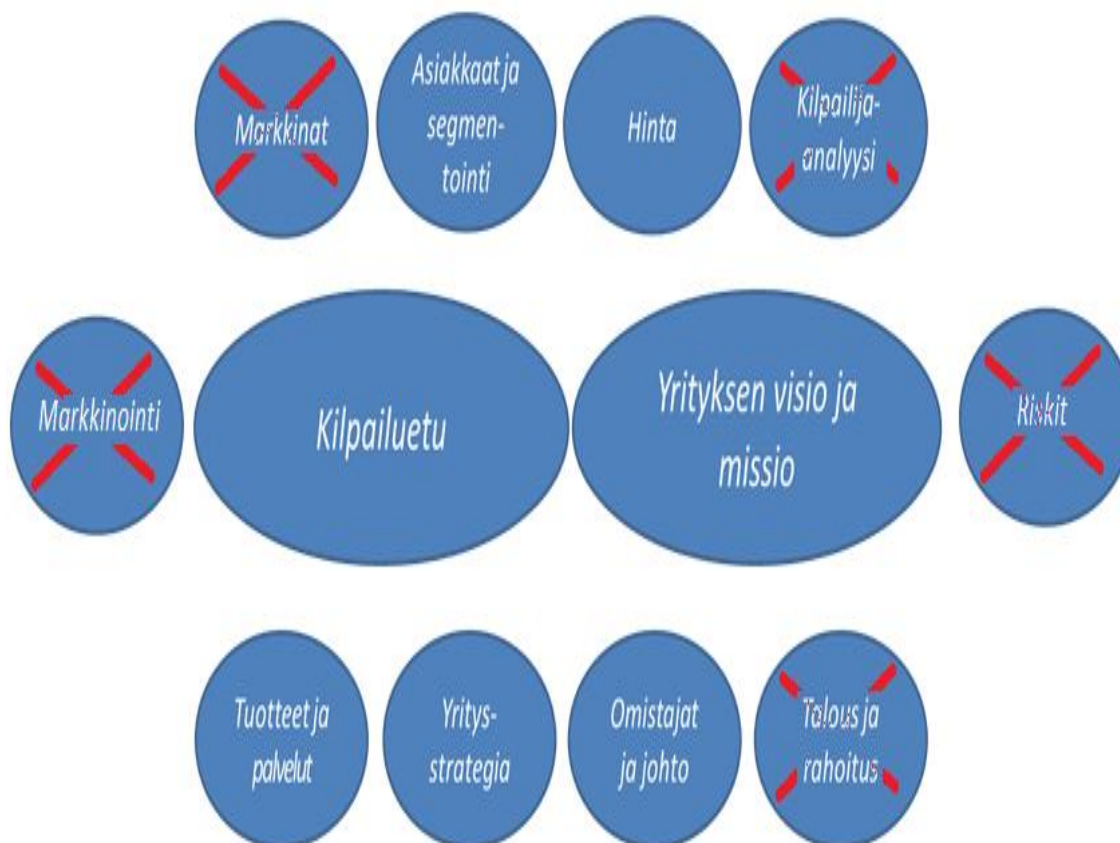 Markkinat
Asiakkaat ja
segmen-
tointi
Hinta
Kilpailija-
analyysi
Markkinointi
Kilpailuetu
Yrityksen visio ja
missio
Riskit
Tuotteet ja
palvelut
Yritys-
strategia
Omistajat
ja johto
Talous ja
rahoitus